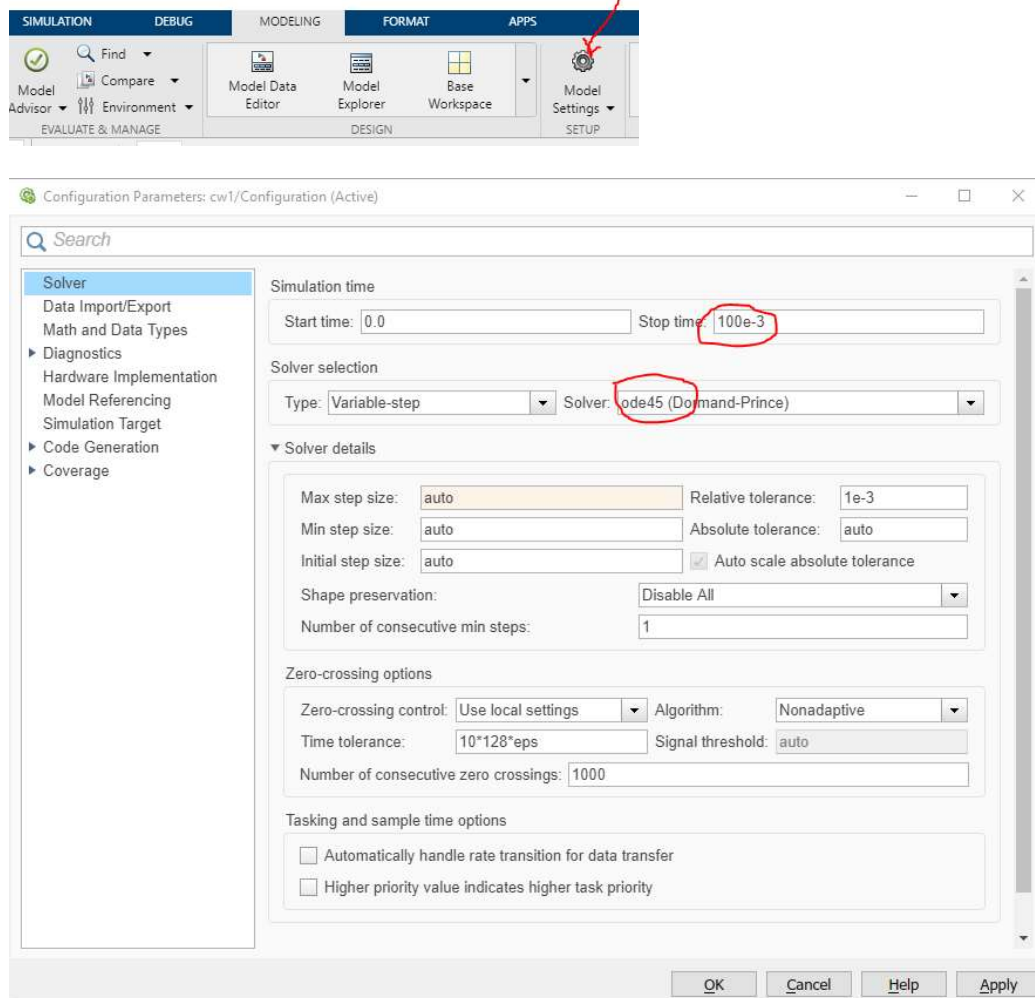 SIMULATION DEBUG MODELING FORMAT APPS
Find
Compare
Environment
Model
Advisor
Model Data
Editor
Model
Explorer
Base
Workspace
Model
Settings
EVALUATE & MANAGE DESIGN SETUP
Configuration Parameters: cw1/Configuration (Active)
Search
Solver
Data Import/Export
Math and Data Types
Diagnostics
Hardware Implementation
Model Referencing
Simulation Target
Code Generation
Coverage
Simulation time
Start time: 0.0 Stop time: 100e-3
Solver selection
Type: Variable-step Solver: ode45 (Dormand-Prince)
Solver details
Max step size: auto Relative tolerance: 1e-3
Min step size: auto Absolute tolerance: auto
Initial step size: auto Auto scale absolute tolerance
Shape preservation: Disable All
Number of consecutive min steps: 1
Zero-crossing options
Zero-crossing control: Use local settings Algorithm: Nonadaptive
Time tolerance: 10*128*eps Signal threshold: auto
Number of consecutive zero crossings: 1000
Tasking and sample time options
Automatically handle rate transition for data transfer
Higher priority value indicates higher task priority
OK Cancel Help Apply